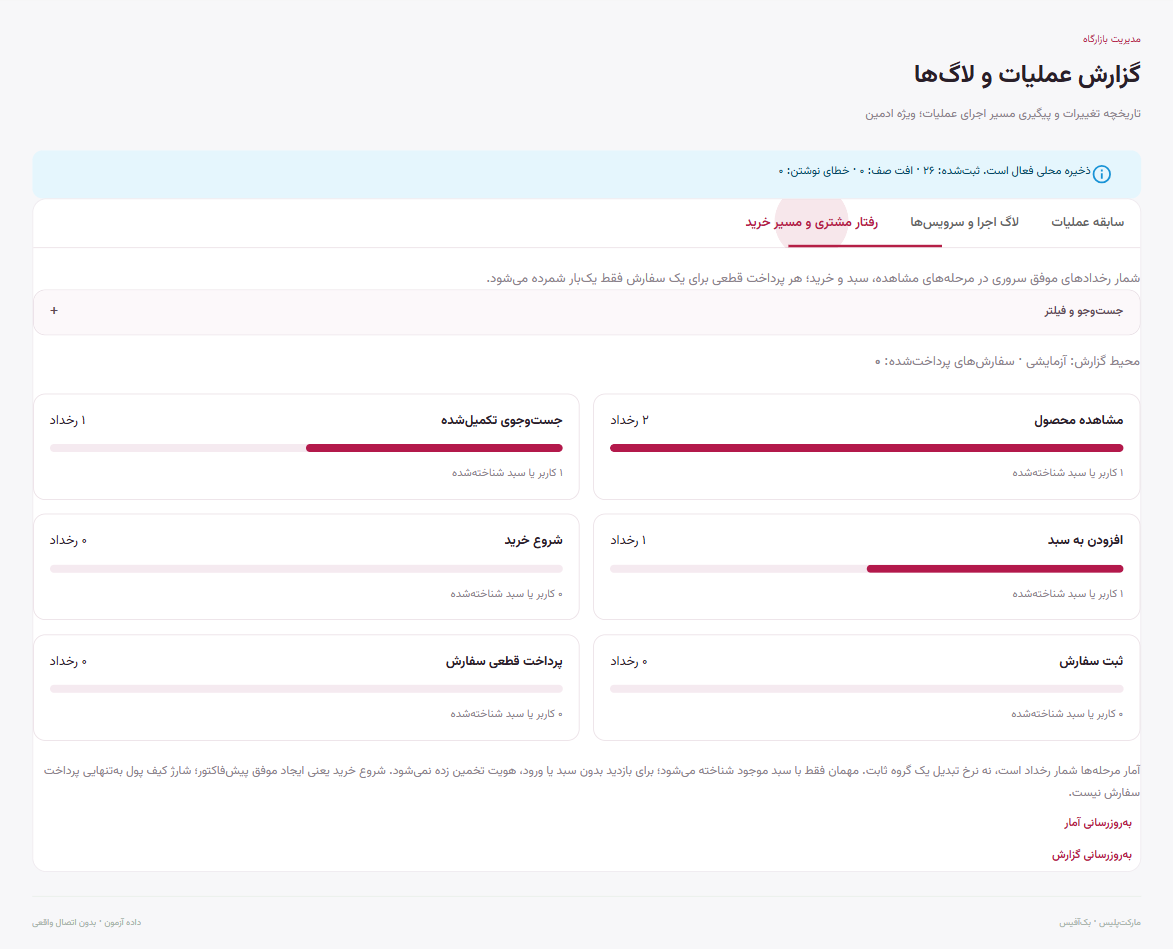 مدیریت بازارگاه
گزارش عملیات و لاگ‌ها
تاریخچه تغییرات و پیگیری مسیر اجرای عملیات؛ ویژه ادمین
ذخیره محلی فعال است. ثبت‌شده: ۲۶ · افت صف: ۰ · خطای نوشتن: ۰
سابقه عملیات
لاگ اجرا و سرویس‌ها
رفتار مشتری و مسیر خرید
شمار رخدادهای موفق سروری در مرحله‌های مشاهده، سبد و خرید؛ هر پرداخت قطعی برای یک سفارش فقط یک‌بار شمرده می‌شود.
جست‌وجو و فیلتر +
محیط گزارش: آزمایشی · سفارش‌های پرداخت‌شده: ۰
مشاهده محصول ۲ رخداد
۱ کاربر یا سبد شناخته‌شده
جست‌وجوی تکمیل‌شده ۱ رخداد
۱ کاربر یا سبد شناخته‌شده
افزودن به سبد ۱ رخداد
۱ کاربر یا سبد شناخته‌شده
شروع خرید ۰ رخداد
۰ کاربر یا سبد شناخته‌شده
ثبت سفارش ۰ رخداد
۰ کاربر یا سبد شناخته‌شده
پرداخت قطعی سفارش ۰ رخداد
۰ کاربر یا سبد شناخته‌شده
آمار مرحله‌ها شمار رخداد است، نه نرخ تبدیل یک گروه ثابت. مهمان فقط با سبد موجود شناخته می‌شود؛ برای بازدید بدون سبد یا ورود، هویت تخمین زده نمی‌شود. شروع خرید یعنی ایجاد موفق پیش‌فاکتور؛ شارژ کیف پول به‌تنهایی پرداخت
سفارش نیست.
به‌روزرسانی آمار
به‌روزرسانی گزارش
مارکت‌پلیس · بک‌آفیس
داده آزمون · بدون اتصال واقعی